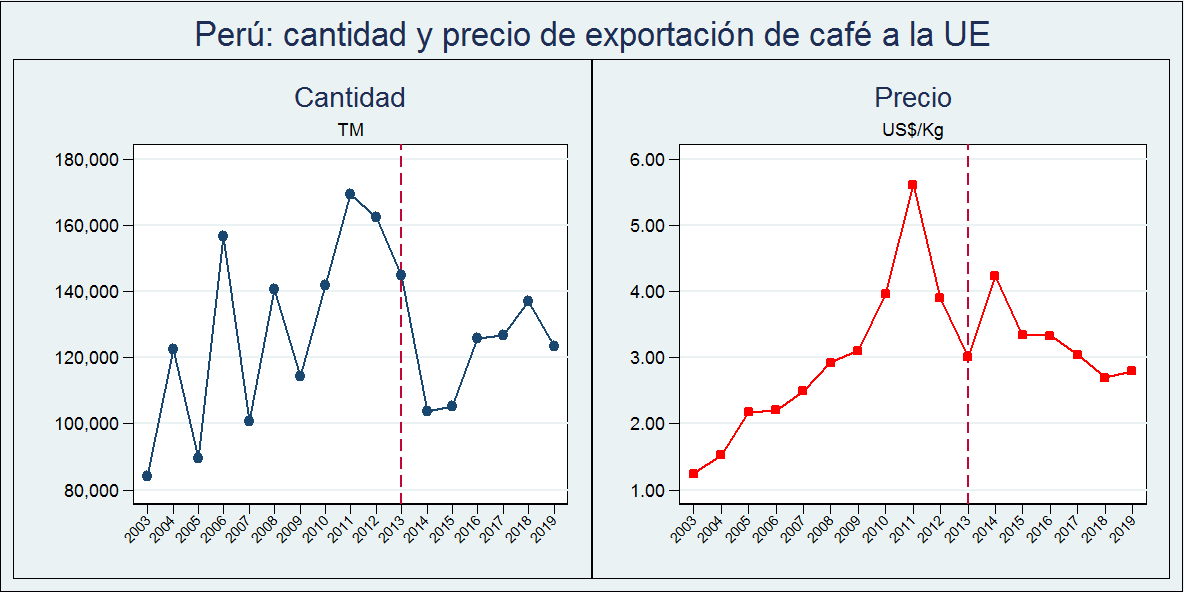 Perú: cantidad y precio de exportación de café a la UE
Cantidad
TM
180,000
160,000
140,000
120,000
100,000
80,000
2003 2004 2005 2006 2007 2008 2009 2010 2011 2012 2013 2014 2015 2016 2017 2018 2019
Precio
US$/Kg
6.00
5.00
4.00
3.00
2.00
1.00
2003 2004 2005 2006 2007 2008 2009 2010 2011 2012 2013 2014 2015 2016 2017 2018 2019